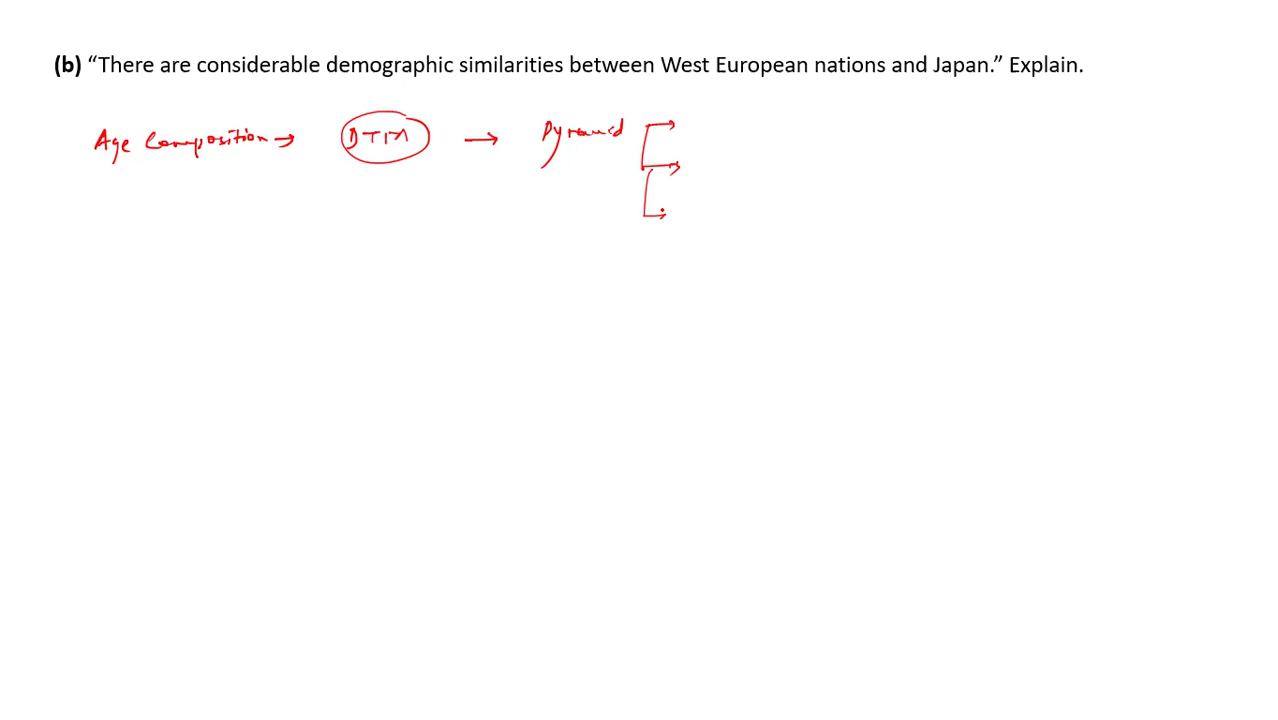 (b) “There are considerable demographic similarities between West European nations and Japan.” Explain.
Age Composition → DTM → Pyramid